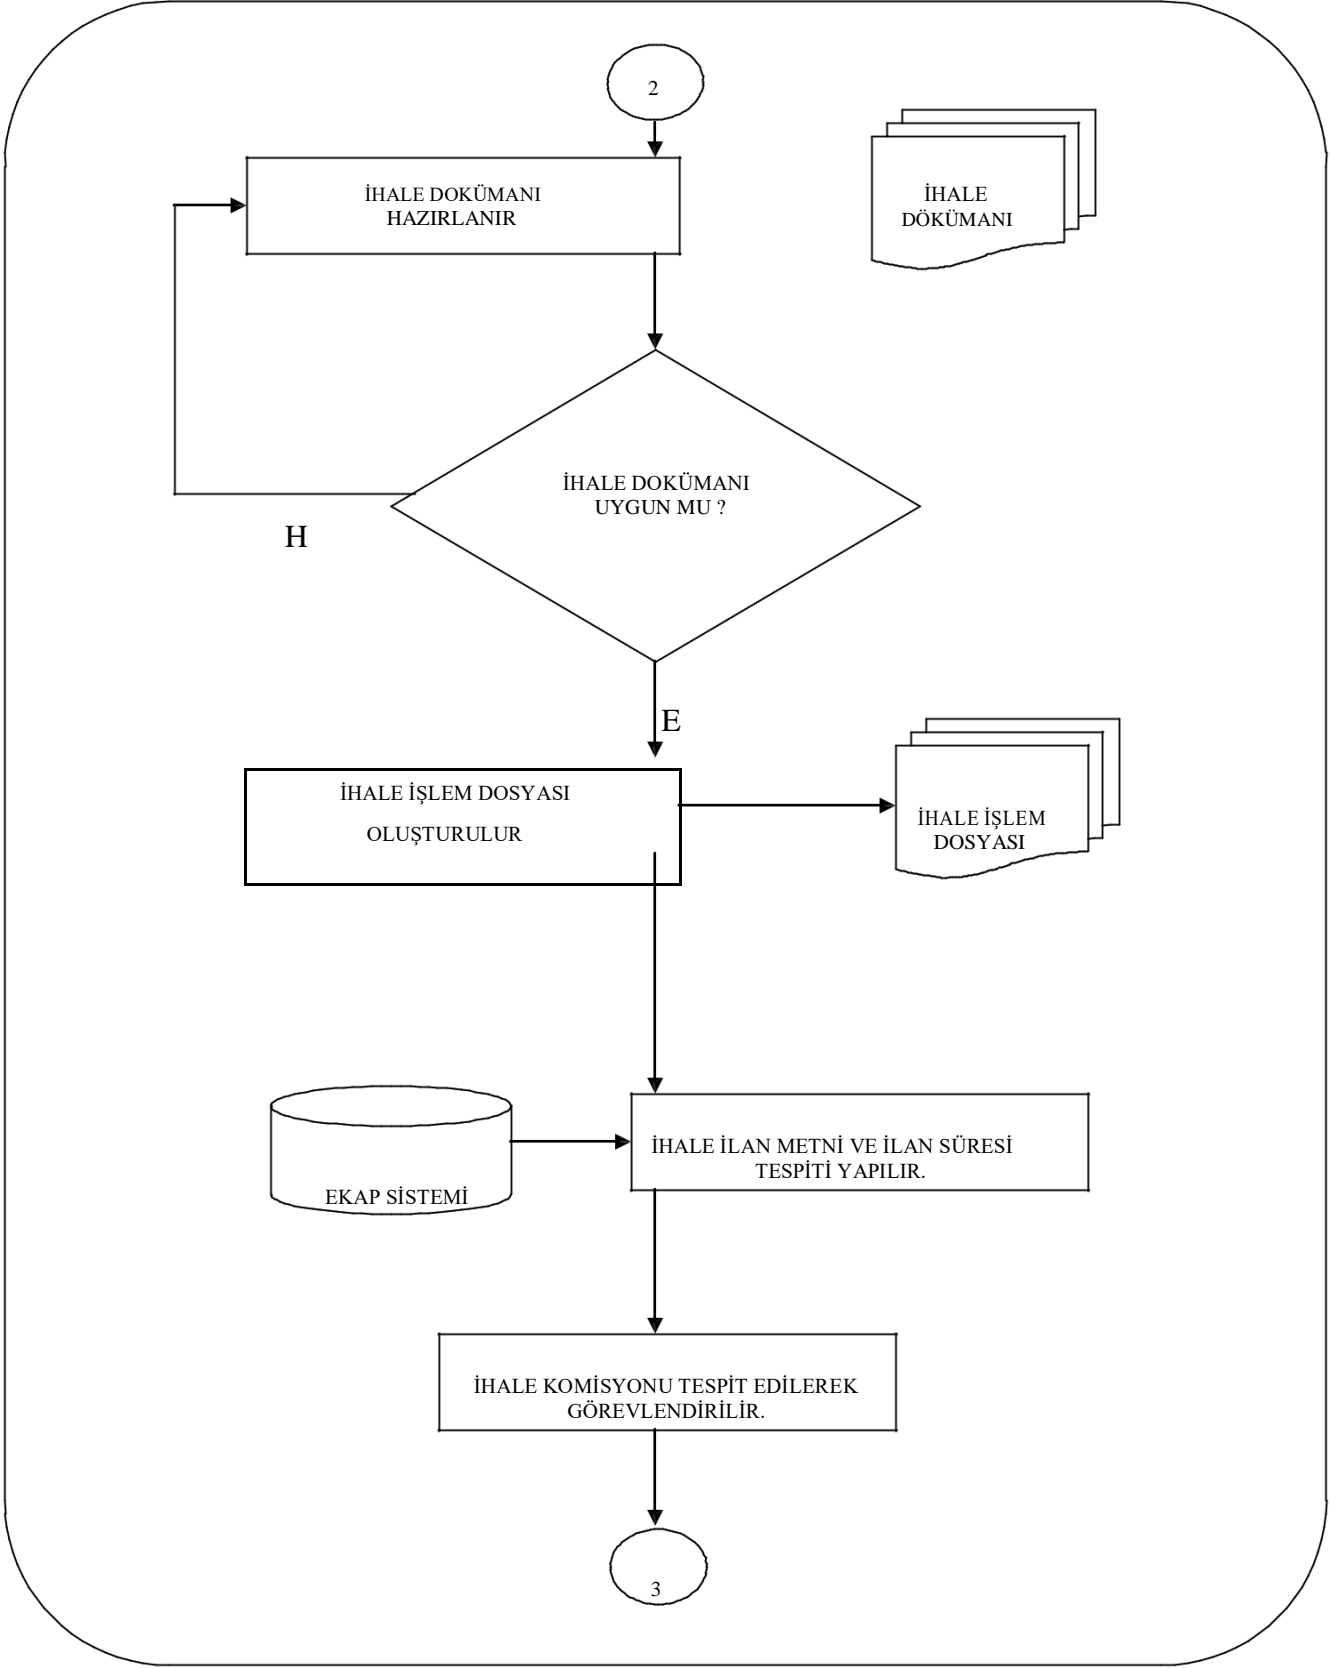 2
İHALE DOKÜMANI
HAZIRLANIR
İHALE
DÖKÜMANI
İHALE DOKÜMANI
UYGUN MU ?
H
E
İHALE İŞLEM DOSYASI
OLUŞTURULUR
İHALE İŞLEM
DOSYASI
EKAP SİSTEMİ
İHALE İLAN METNİ VE İLAN SÜRESİ
TESPİTİ YAPILIR.
İHALE KOMİSYONU TESPİT EDİLEREK
GÖREVLENDİRİLİR.
3